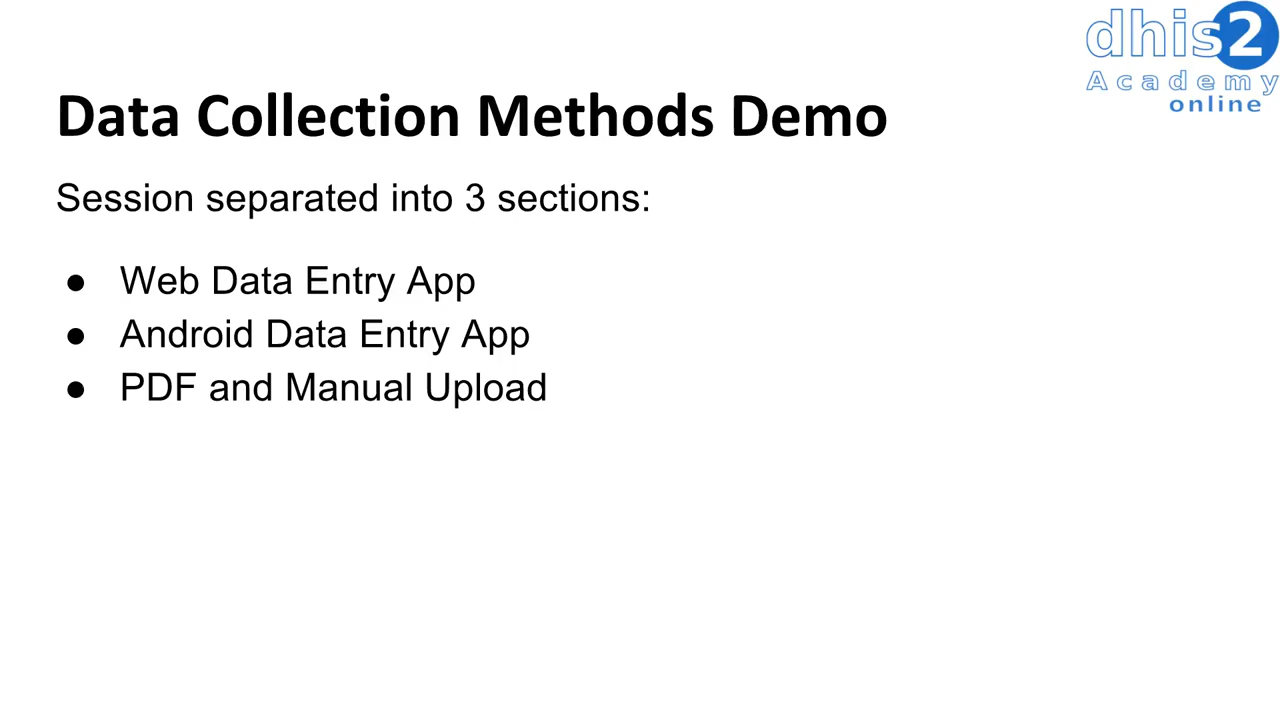 dhis2
Academy
online
Data Collection Methods Demo
Session separated into 3 sections:
● Web Data Entry App
● Android Data Entry App
● PDF and Manual Upload